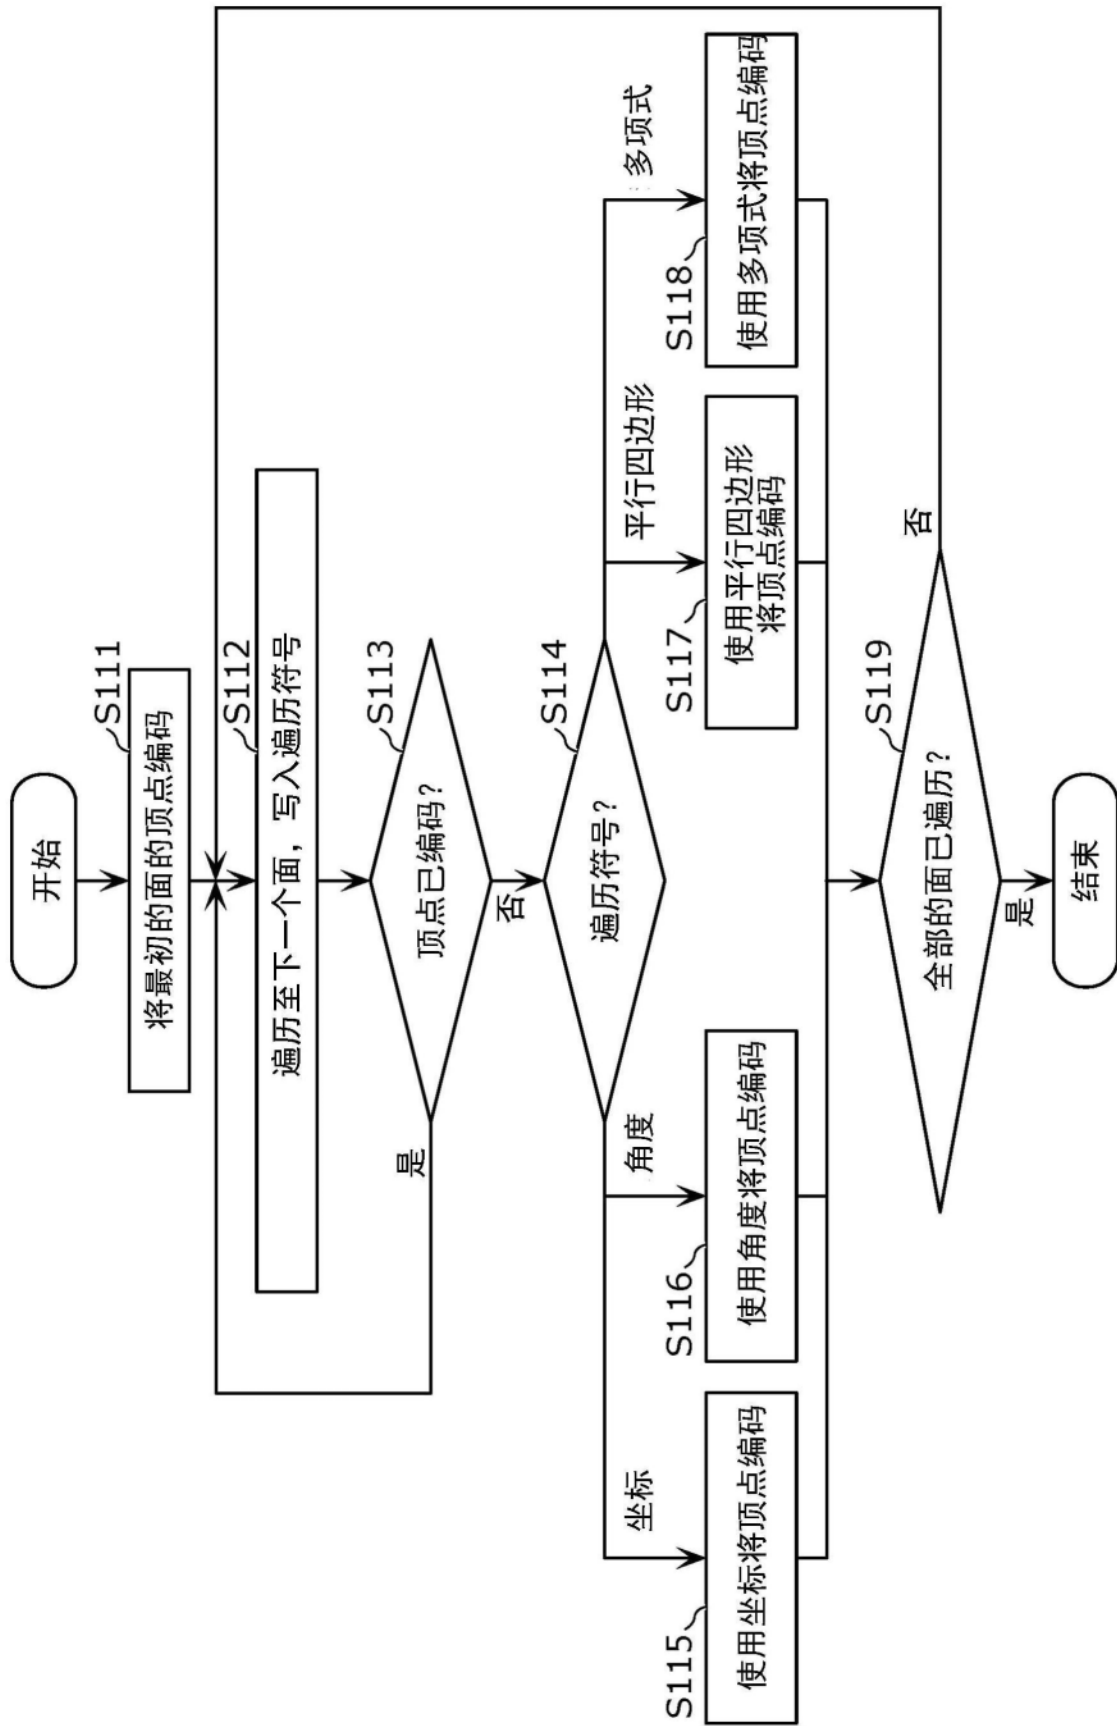 开始
S111
将最初的面的顶点编码
S112
遍历至下一个面，写入遍历符号
S113
顶点已编码？
是
否
S114
遍历符号？
坐标
角度
平行四边形
多项式
S115
使用坐标将顶点编码
S116
使用角度将顶点编码
S117
使用平行四边形
将顶点编码
S118
使用多项式将顶点编码
S119
全部的面已遍历？
否
是
结束